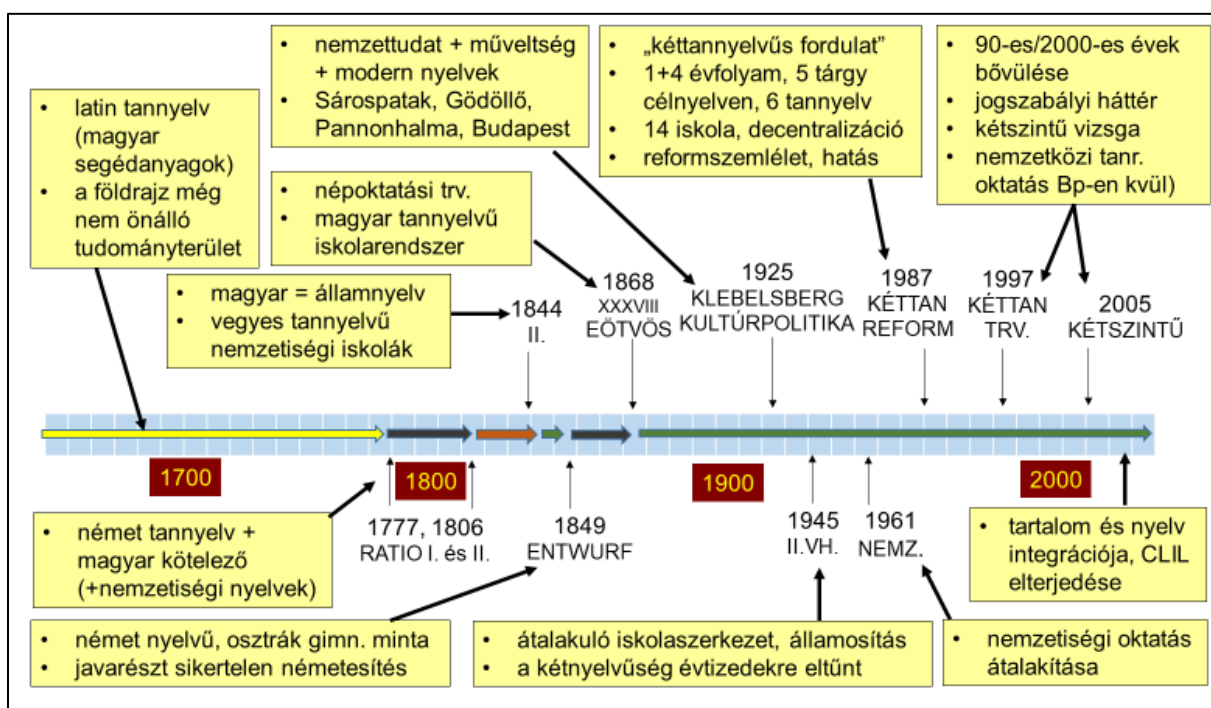 • latin tannyelv
(magyar
segédanyagok)
• a földrajz még
nem önálló
tudományterület
• nemzettudat + műveltség
+ modern nyelvek
• Sárospatak, Gödöllő,
Pannonhalma, Budapest
• „kéttannyelvűs fordulat”
• 1+4 évfolyam, 5 tárgy
célnyelven, 6 tannyelv
• 14 iskola, decentralizáció
• reformszemlélet, hatás
• 90-es/2000-es évek
bővülése
• jogszabályi háttér
• kétszintű vizsga
• nemzetközi tanr.
oktatás Bp-en kvül)
• népoktatási trv.
• magyar tannyelvű
iskolarendszer
• magyar = államnyelv
• vegyes tannyelvű
nemzetiségi iskolák
1844
II.
1868
XXXVIII
EÖTVÖS
1925
KLEBELSBERG
KULTÚRPOLITIKA
1987
KÉTTAN
REFORM
1997
KÉTTAN
TRV.
2005
KÉTSZINTŰ
1700
1800
1900
2000
1777, 1806
RATIO I. és II.
1849
ENTWURF
1945
II.VH.
1961
NEMZ.
• német tannyelv +
magyar kötelező
(+nemzetiségi nyelvek)
• német nyelvű, osztrák gimn. minta
• javarészt sikertelen németesítés
• átalakuló iskolaszerkezet, államosítás
• a kétnyelvűség évtizedekre eltűnt
• nemzetiségi oktatás
átalakítása
• tartalom és nyelv
integrációja, CLIL
elterjedése